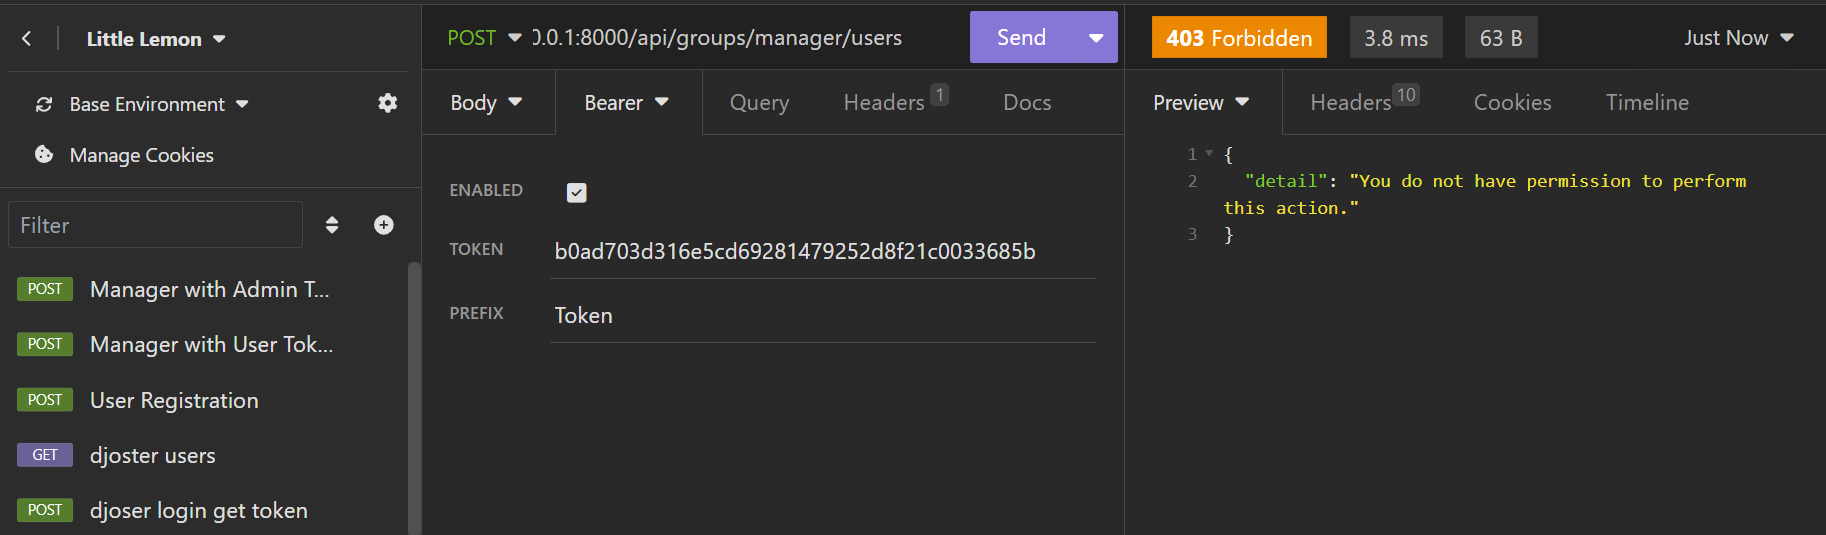 Little Lemon
Base Environment
Manage Cookies
Filter
POST Manager with Admin T...
POST Manager with User Tok...
POST User Registration
GET djoster users
POST djoser login get token
POST 0.0.1:8000/api/groups/manager/users Send
Body Bearer Query Headers 1 Docs
ENABLED
TOKEN b0ad703d316e5cd69281479252d8f21c0033685b
PREFIX Token
403 Forbidden 3.8 ms 63 B Just Now
Preview Headers 10 Cookies Timeline
1 {
2 "detail": "You do not have permission to perform
this action."
3 }